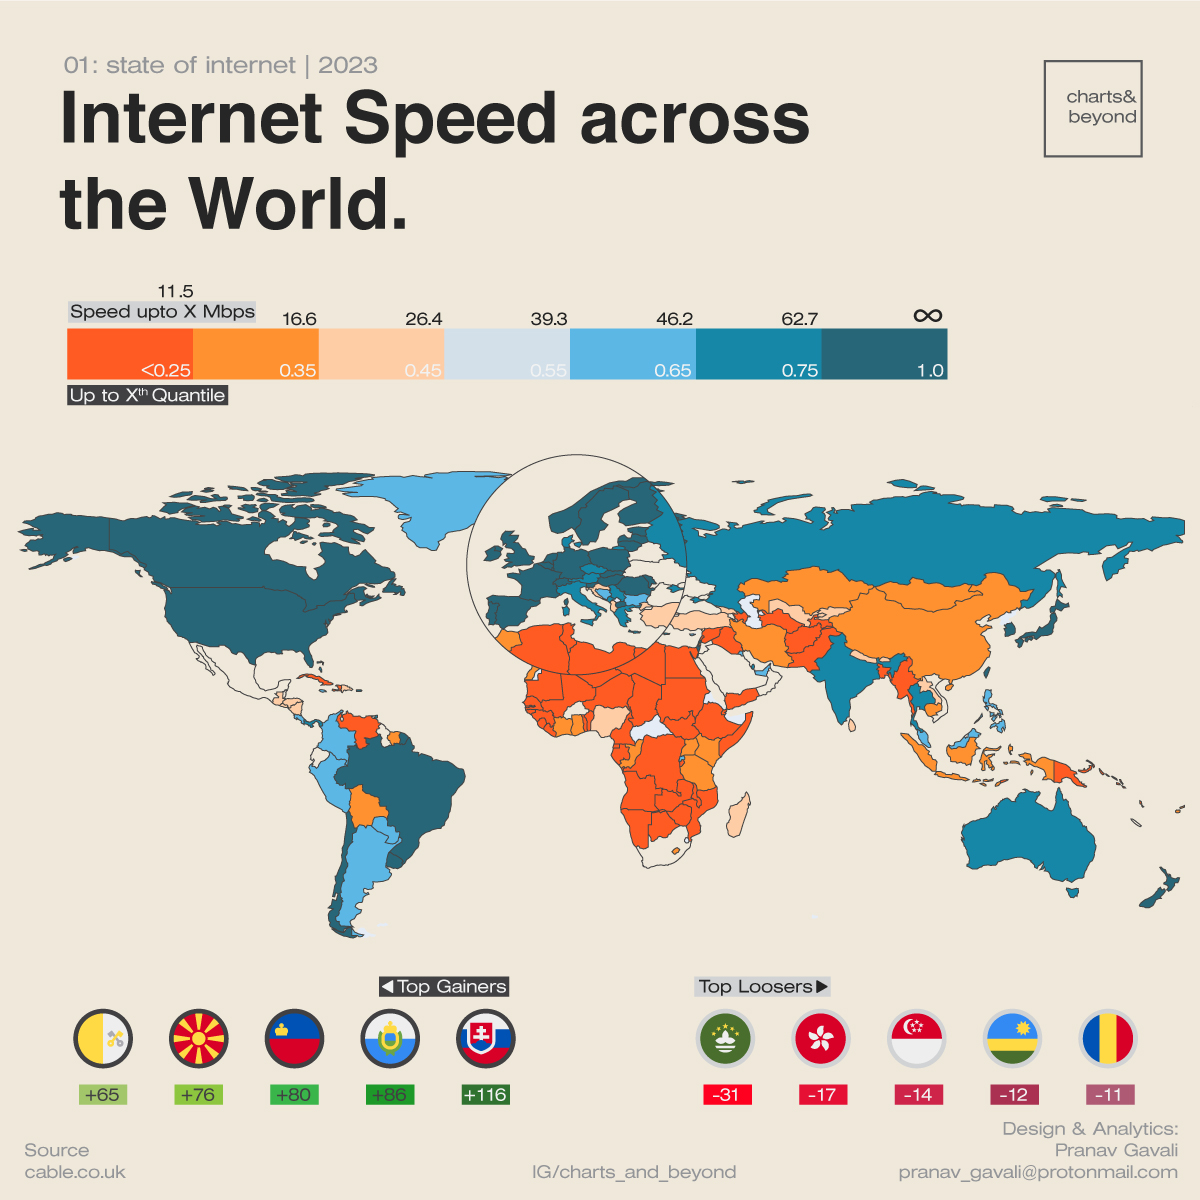 01: state of internet | 2023
Internet Speed across
the World.
charts&
beyond
11.5
Speed upto X Mbps
16.6
26.4
39.3
46.2
62.7
∞
<0.25
0.35
0.45
0.55
0.65
0.75
1.0
Up to Xth Quantile
◀Top Gainers
Top Loosers▶
+65
+76
+80
+86
+116
-31
-17
-14
-12
-11
Source
cable.co.uk
IG/charts_and_beyond
Design & Analytics:
Pranav Gavali
pranav_gavali@protonmail.com